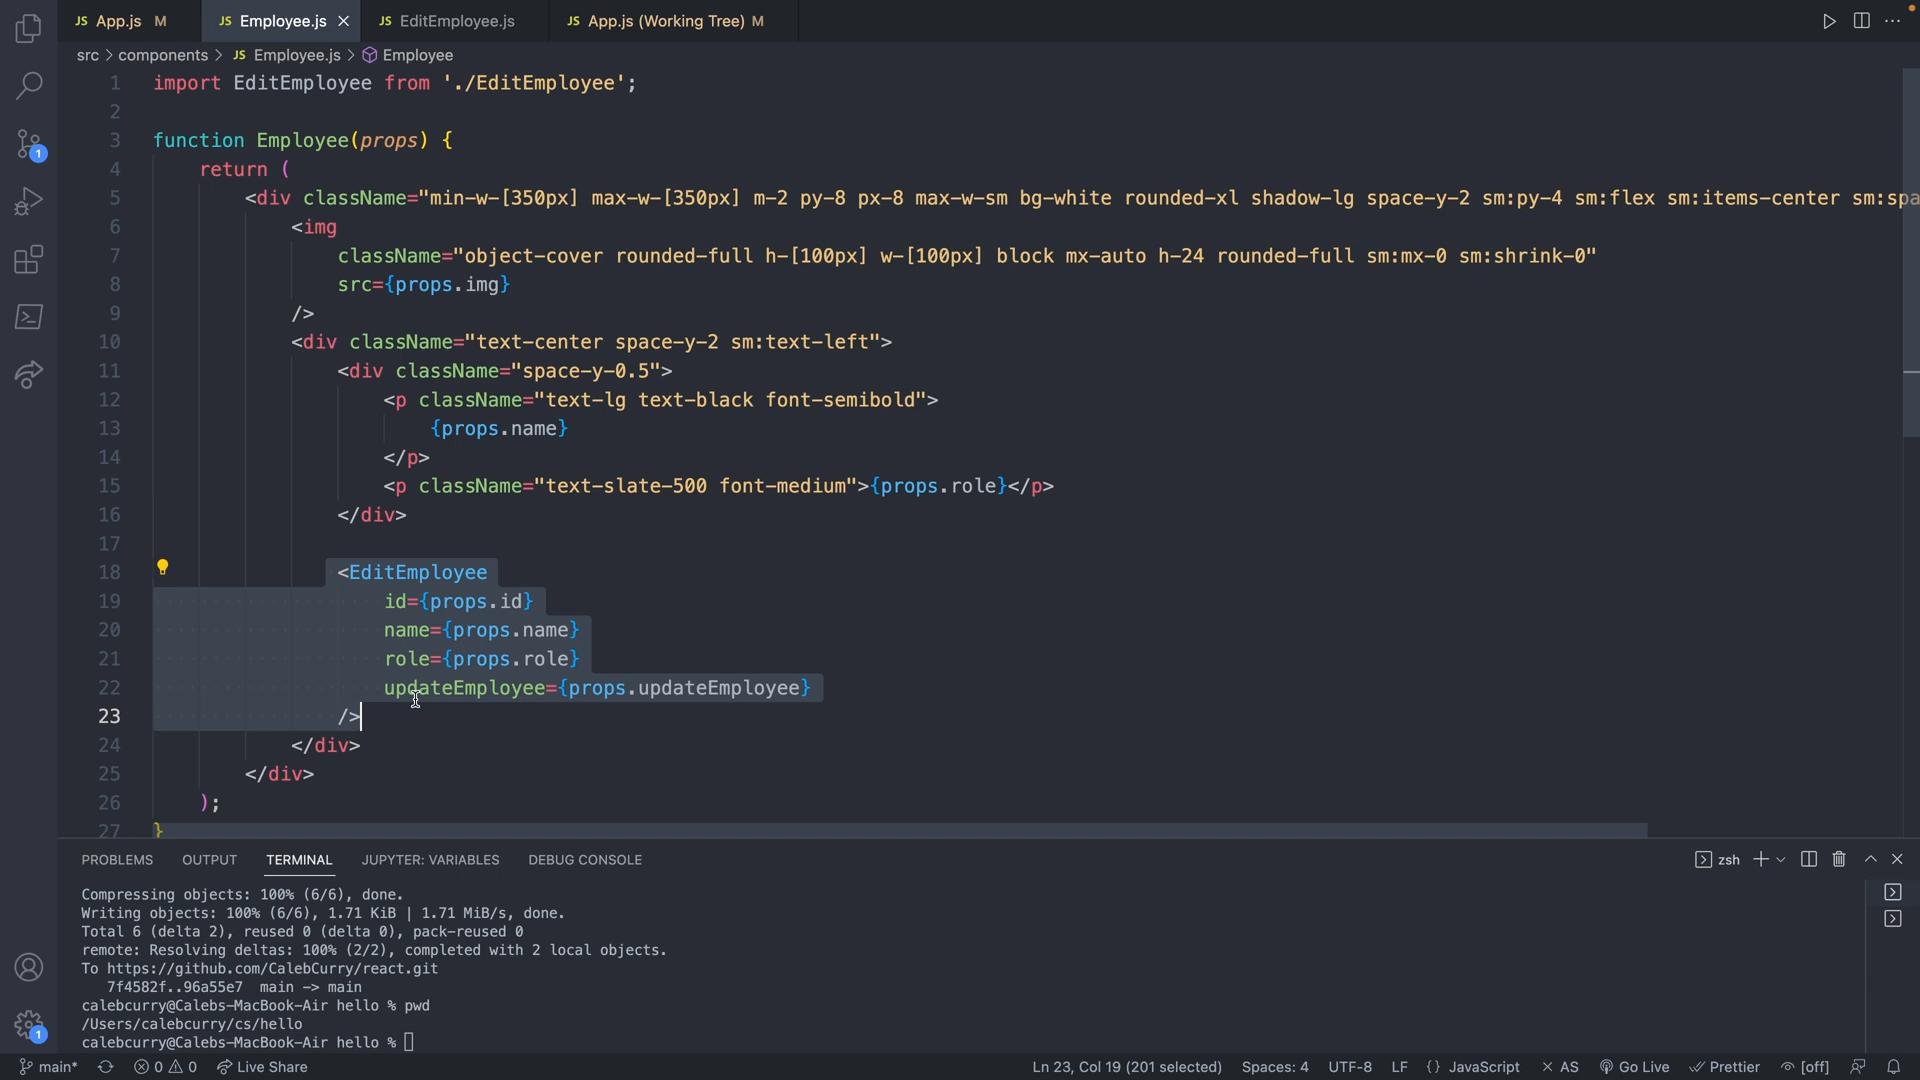 JS App.js M
JS Employee.js ×
JS EditEmployee.js
JS App.js (Working Tree) M
src > components > JS Employee.js > Employee
1 import EditEmployee from './EditEmployee';
2
3 function Employee(props) {
4 return (
5 <div className="min-w-[350px] max-w-[350px] m-2 py-8 px-8 max-w-sm bg-white rounded-xl shadow-lg space-y-2 sm:py-4 sm:flex sm:items-center sm:spa
6 <img
7 className="object-cover rounded-full h-[100px] w-[100px] block mx-auto h-24 rounded-full sm:mx-0 sm:shrink-0"
8 src={props.img}
9 />
10 <div className="text-center space-y-2 sm:text-left">
11 <div className="space-y-0.5">
12 <p className="text-lg text-black font-semibold">
13 {props.name}
14 </p>
15 <p className="text-slate-500 font-medium">{props.role}</p>
16 </div>
17
18 <EditEmployee
19 id={props.id}
20 name={props.name}
21 role={props.role}
22 updateEmployee={props.updateEmployee}
23 />
24 </div>
25 </div>
26 );
27 }
PROBLEMS OUTPUT TERMINAL JUPYTER: VARIABLES DEBUG CONSOLE zsh
Compressing objects: 100% (6/6), done.
Writing objects: 100% (6/6), 1.71 KiB | 1.71 MiB/s, done.
Total 6 (delta 2), reused 0 (delta 0), pack-reused 0
remote: Resolving deltas: 100% (2/2), completed with 2 local objects.
To https://github.com/CalebCurry/react.git
7f4582f..96a55e7 main -> main
calebcurry@Calebs-MacBook-Air hello % pwd
/Users/calebcurry/cs/hello
calebcurry@Calebs-MacBook-Air hello %
1
1
main* 0 0 Live Share Ln 23, Col 19 (201 selected) Spaces: 4 UTF-8 LF {} JavaScript × AS Go Live Prettier [off]